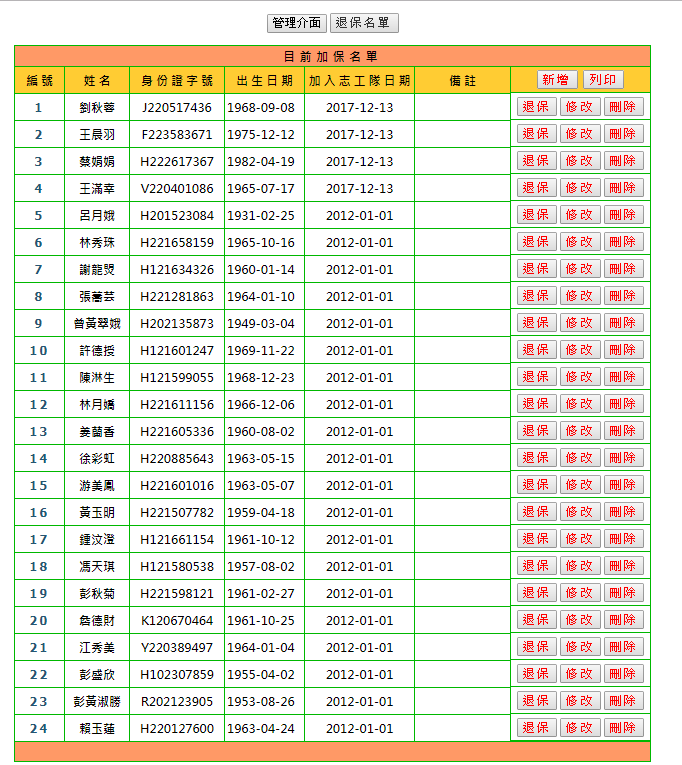 管理介面 退保名單
目前加保名單
編號 姓名 身份證字號 出生日期 加入志工隊日期 備註 新增 列印
1 劉秋蓉 J220517436 1968-09-08 2017-12-13 退保 修改 刪除
2 王晨羽 F223583671 1975-12-12 2017-12-13 退保 修改 刪除
3 蔡娟娟 H222617367 1982-04-19 2017-12-13 退保 修改 刪除
4 王滿幸 V220401086 1965-07-17 2017-12-13 退保 修改 刪除
5 呂月娥 H201523084 1931-02-25 2012-01-01 退保 修改 刪除
6 林秀珠 H221658159 1965-10-16 2012-01-01 退保 修改 刪除
7 謝龍焿 H121634326 1960-01-14 2012-01-01 退保 修改 刪除
8 張蕃芸 H221281863 1964-01-10 2012-01-01 退保 修改 刪除
9 曾黃翠娥 H202135873 1949-03-04 2012-01-01 退保 修改 刪除
10 許德授 H121601247 1969-11-22 2012-01-01 退保 修改 刪除
11 陳淋生 H121599055 1968-12-23 2012-01-01 退保 修改 刪除
12 林月嬌 H221611156 1966-12-06 2012-01-01 退保 修改 刪除
13 姜蘭香 H221605336 1960-08-02 2012-01-01 退保 修改 刪除
14 徐彩虹 H220885643 1963-05-15 2012-01-01 退保 修改 刪除
15 游美鳳 H221601016 1963-05-07 2012-01-01 退保 修改 刪除
16 黃玉明 H221507782 1959-04-18 2012-01-01 退保 修改 刪除
17 鍾汶澄 H121661154 1961-10-12 2012-01-01 退保 修改 刪除
18 馮天琪 H121580538 1957-08-02 2012-01-01 退保 修改 刪除
19 彭秋菊 H221598121 1961-02-27 2012-01-01 退保 修改 刪除
20 詹德財 K120670464 1961-10-25 2012-01-01 退保 修改 刪除
21 江秀美 Y220389497 1964-01-04 2012-01-01 退保 修改 刪除
22 彭盛欣 H102307859 1955-04-02 2012-01-01 退保 修改 刪除
23 彭黃淑勝 R202123905 1953-08-26 2012-01-01 退保 修改 刪除
24 賴玉蓮 H220127600 1963-04-24 2012-01-01 退保 修改 刪除